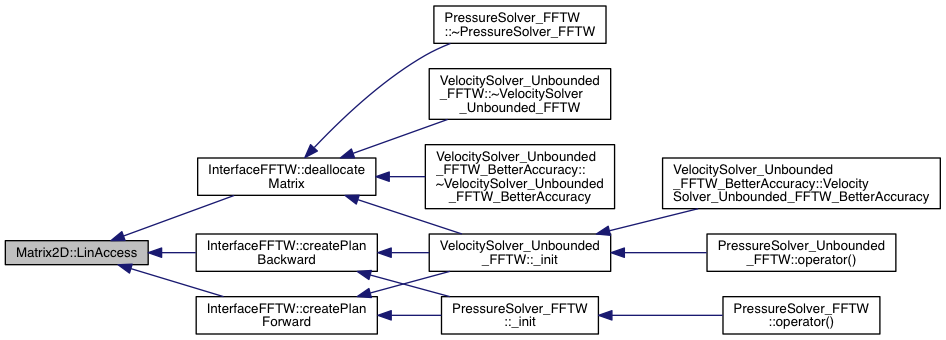 PressureSolver_FFTW
::~PressureSolver_FFTW
VelocitySolver_Unbounded
_FFTW::~VelocitySolver
_Unbounded_FFTW
InterfaceFFTW::deallocate
Matrix
VelocitySolver_Unbounded
_FFTW_BetterAccuracy::
~VelocitySolver_Unbounded
_FFTW_BetterAccuracy
VelocitySolver_Unbounded
_FFTW_BetterAccuracy::Velocity
Solver_Unbounded_FFTW_BetterAccuracy
Matrix2D::LinAccess
InterfaceFFTW::createPlan
Backward
VelocitySolver_Unbounded
_FFTW::_init
PressureSolver_Unbounded
_FFTW::operator()
InterfaceFFTW::createPlan
Forward
PressureSolver_FFTW
::_init
PressureSolver_FFTW
::operator()